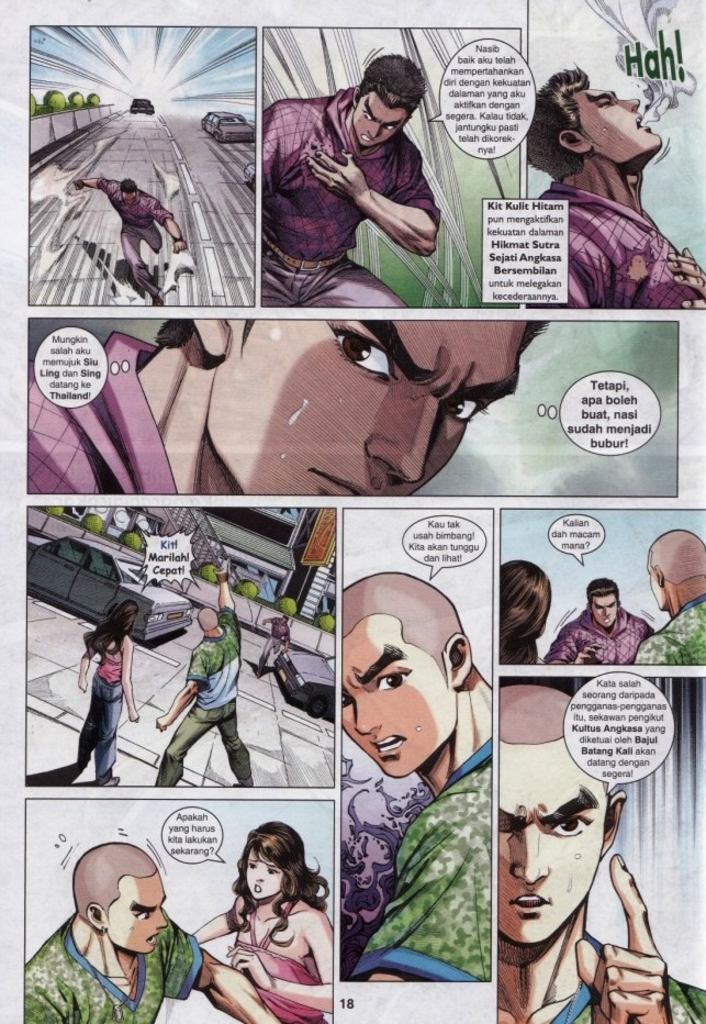 Nasib
baik aku telah
mempertahankan
diri dengan kekuatan
dalaman yang aku
aktifkan dengan
segera. Kalau tidak,
jantungku pasti
telah dikorek-
nya!
Hah!
Kit Kulit Hitam
pun mengaktifkan
kekuatan dalaman
Hikmat Sutra
Sejati Angkasa
Bersembilan
untuk melegakan
kecederaannya.
Mungkin
salah aku
memujuk Siu
Ling dan Sing
datang ke
Thailand!
Tetapi,
apa boleh
buat, nasi
sudah menjadi
bubur!
Kit!
Marilah!
Cepat!
Kau tak
usah bimbang!
Kita akan tunggu
dan lihat!
Kalian
dah macam
mana?
Kata salah
seorang daripada
pengganas-pengganas
itu, sekawan pengikut
Kultus Angkasa yang
diketuai oleh Bajul
Batang Kali akan
datang dengan
segera!
Apakah
yang harus
kita lakukan
sekarang?
18